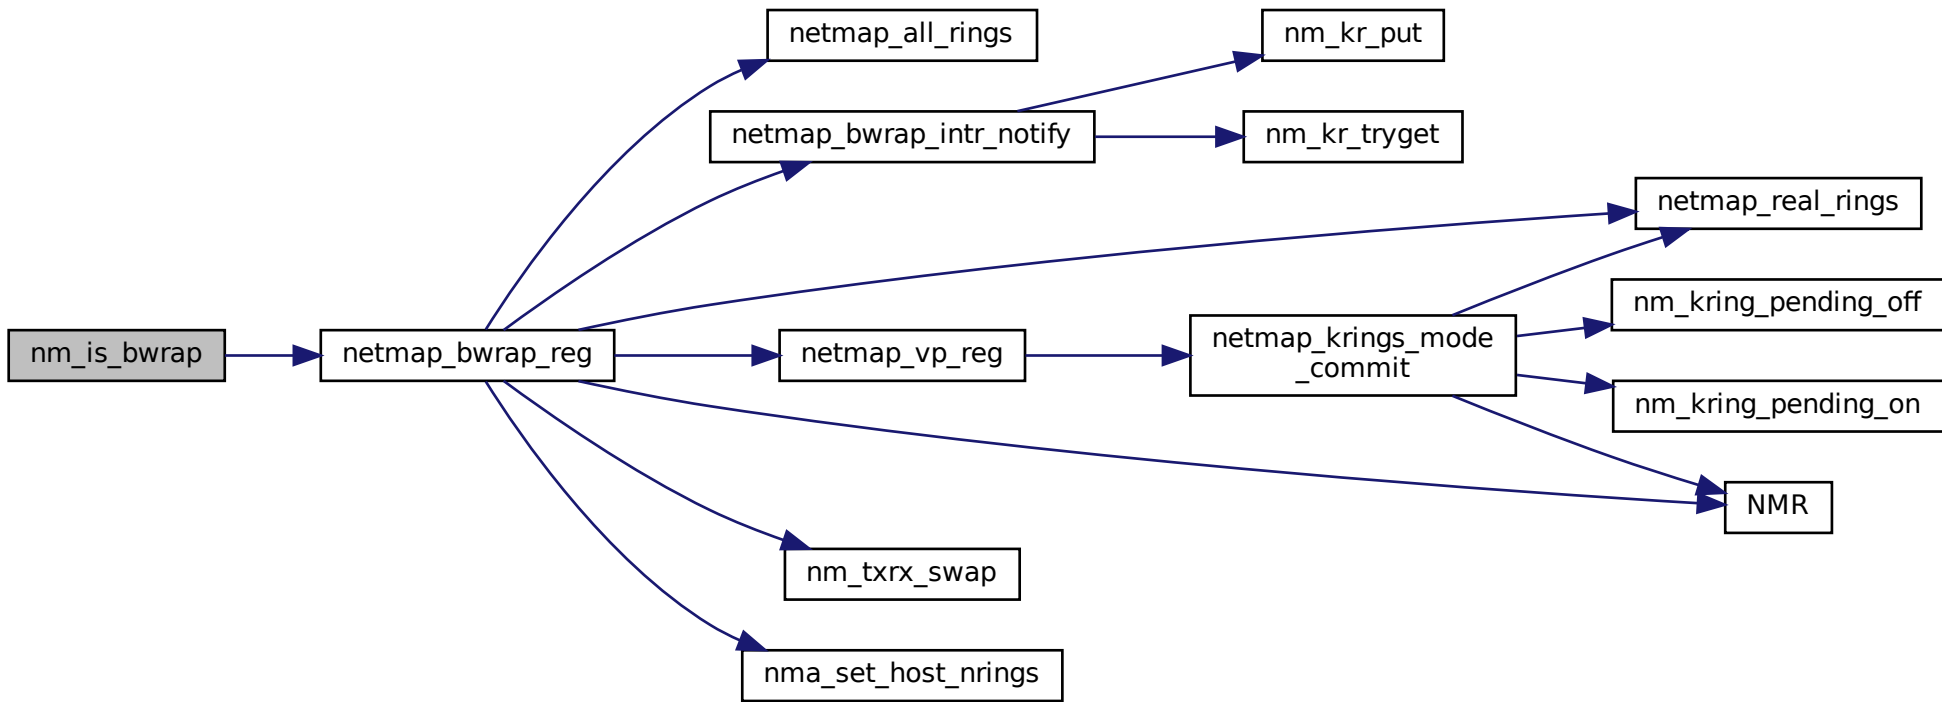 netmap_all_rings
nm_kr_put
netmap_bwrap_intr_notify
nm_kr_tryget
netmap_real_rings
nm_kring_pending_off
nm_is_bwrap
netmap_bwrap_reg
netmap_vp_reg
netmap_krings_mode
_commit
nm_kring_pending_on
NMR
nm_txrx_swap
nma_set_host_nrings